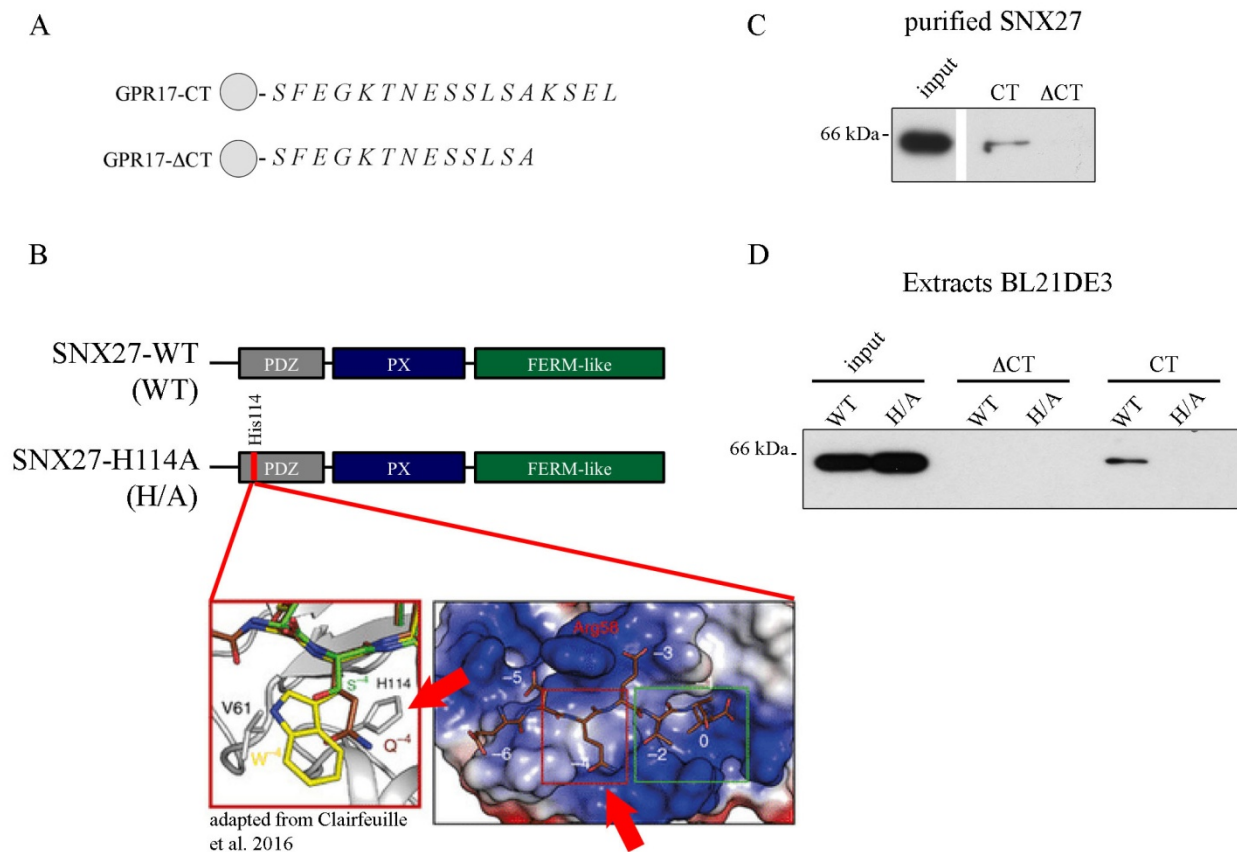 A
GPR17-CT - S F E G K T N E S S L S A K S E L
GPR17-ΔCT - S F E G K T N E S S L S A
B
SNX27-WT
(WT)
PDZ PX FERM-like
His114
SNX27-H114A
(H/A)
PDZ PX FERM-like
V61
S⁻⁴
H114
W⁻⁴
Q⁻⁴
Arg58
-3
-5
-6
-4
-2
0
adapted from Clairfeuille
et al. 2016
C
purified SNX27
input CT ΔCT
66 kDa-
D
Extracts BL21DE3
input ΔCT CT
WT H/A WT H/A WT H/A
66 kDa-